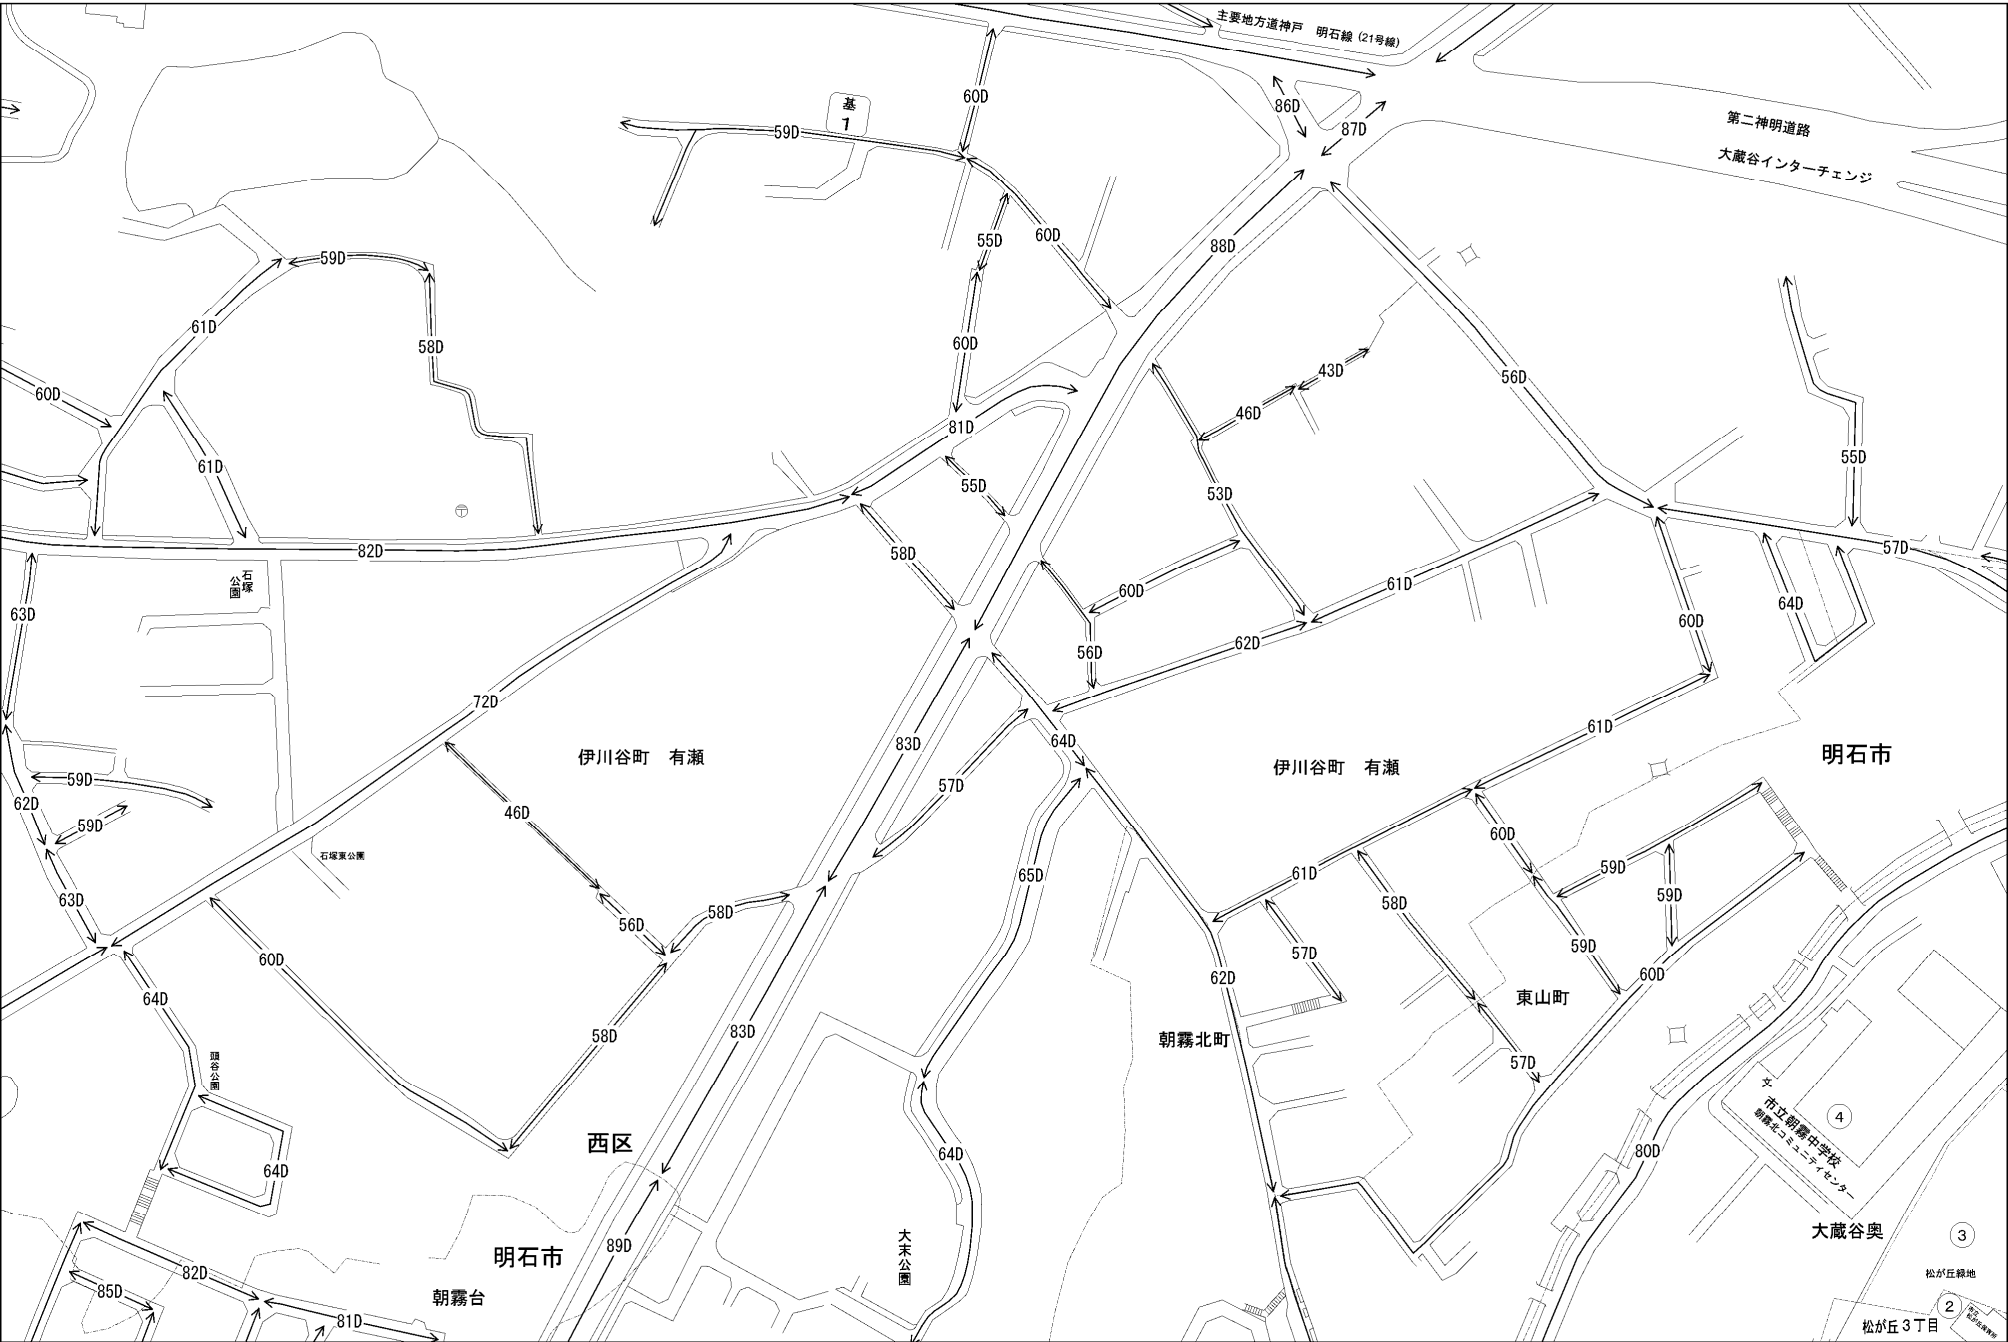 主要地方道神戸　明石線 (21号線)
60D
基
1
59D
86D
87D
第二神明道路
大蔵谷インターチェンジ
55D
60D
88D
59D
61D
58D
60D
60D
43D
56D
46D
81D
61D
55D
53D
55D
82D
58D
57D
石塚公園
63D
60D
61D
64D
60D
62D
56D
72D
61D
64D
83D
伊川谷町　有瀬
伊川谷町　有瀬
明石市
59D
57D
62D
46D
59D
60D
65D
61D
59D
石塚東公園
63D
58D
59D
58D
56D
59D
57D
60D
62D
60D
64D
東山町
83D
58D
朝霧北町
57D
頭谷公園
文
市立朝霧中学校
朝霧北コミュニティセンター
4
西区
64D
64D
80D
大蔵谷奥
大末公園
89D
3
明石市
82D
松が丘緑地
85D
朝霧台
2
81D
松が丘３丁目